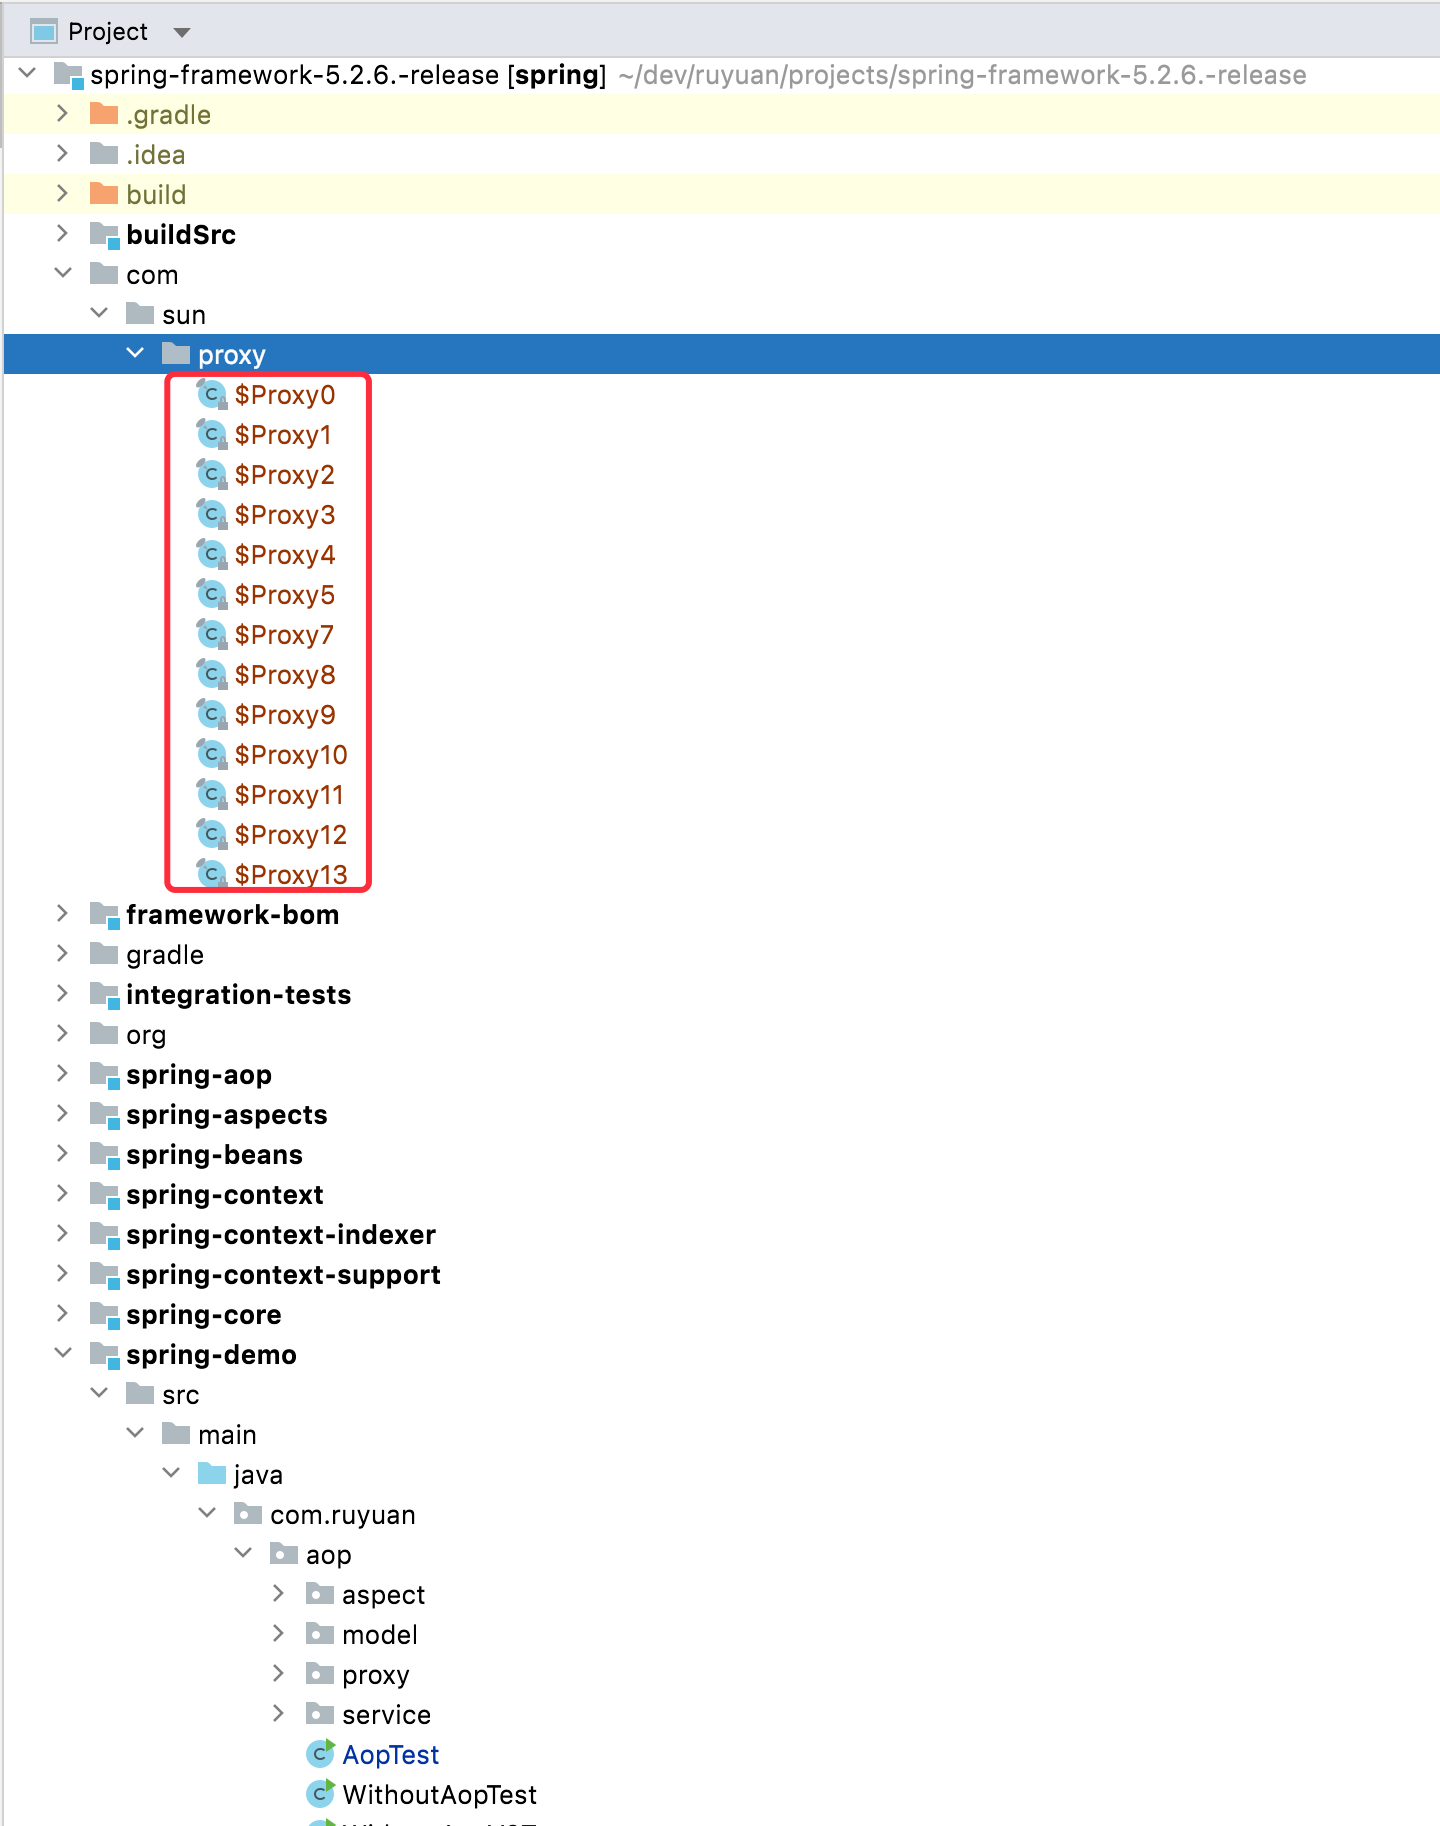 Project
spring-framework-5.2.6.-release [spring] ~/dev/ruyuan/projects/spring-framework-5.2.6.-release
.gradle
.idea
build
buildSrc
com
sun
proxy
$Proxy0
$Proxy1
$Proxy2
$Proxy3
$Proxy4
$Proxy5
$Proxy7
$Proxy8
$Proxy9
$Proxy10
$Proxy11
$Proxy12
$Proxy13
framework-bom
gradle
integration-tests
org
spring-aop
spring-aspects
spring-beans
spring-context
spring-context-indexer
spring-context-support
spring-core
spring-demo
src
main
java
com.ruyuan
aop
aspect
model
proxy
service
AopTest
WithoutAopTest